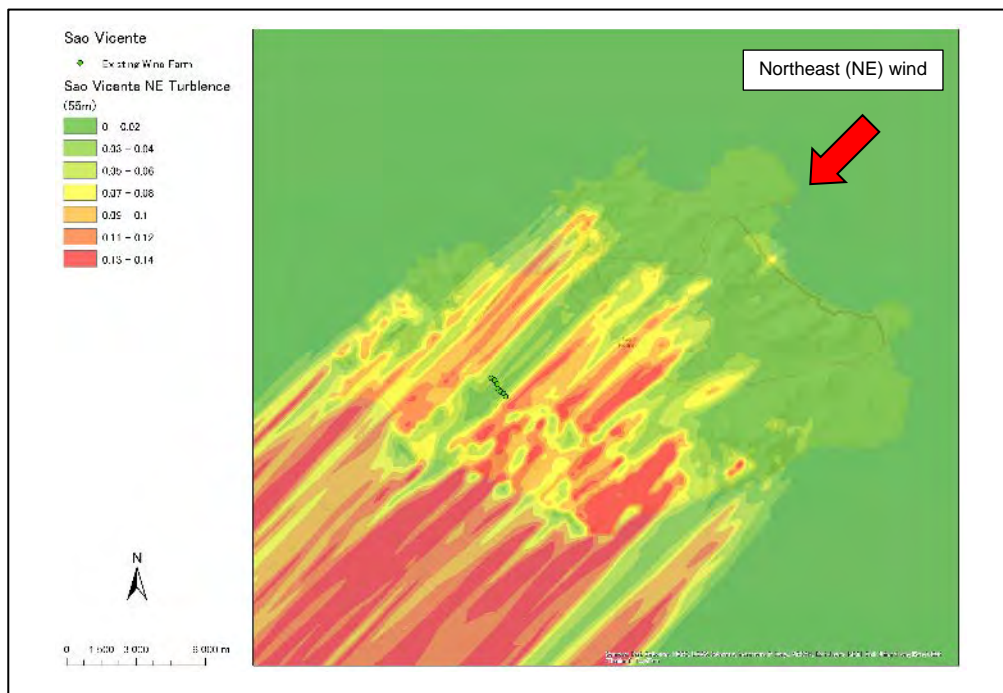 Sao Vicente
Existing Wind Farm
Sao Vicente NE Turblence
(55m)
0 - 0.02
0.03 - 0.04
0.05 - 0.06
0.07 - 0.08
0.09 - 0.1
0.11 - 0.12
0.13 - 0.14
Northeast (NE) wind
N
0 1,500 3,000 6,000 m